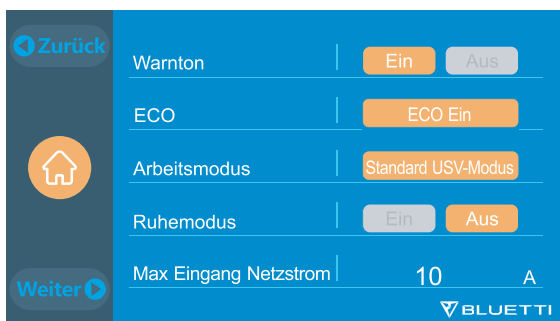 Zurück
Warnton Ein Aus
ECO ECO Ein
Arbeitsmodus Standard USV-Modus
Ruhemodus Ein Aus
Max Eingang Netzstrom 10 A
Weiter
BLUETTI